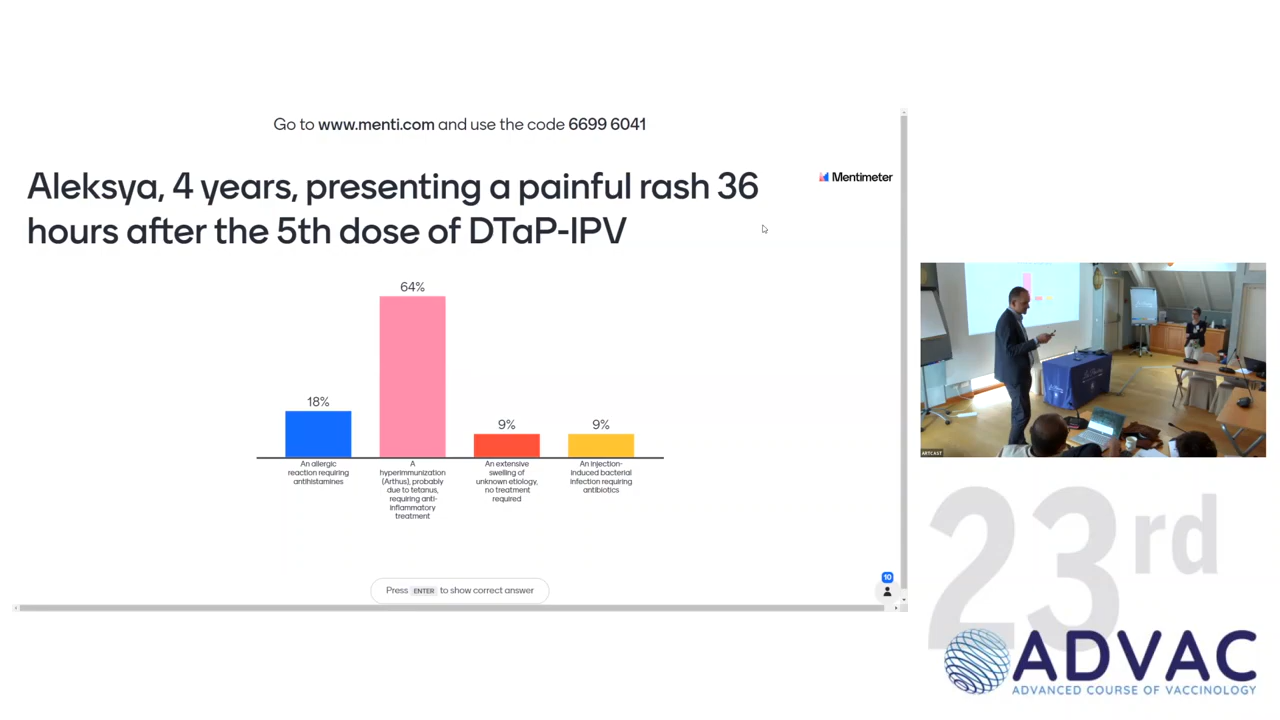 Go to www.menti.com and use the code 6699 6041
Aleksya, 4 years, presenting a painful rash 36
hours after the 5th dose of DTaP-IPV
Mentimeter
64%
18%
9%
9%
An allergic
reaction requiring
antihistamines
A
hyperimmunization
(Arthus), probably
due to tetanus,
requiring anti-
inflammatory
treatment
An extensive
swelling of
unknown etiology,
no treatment
required
An injection-
induced bacterial
infection requiring
antibiotics
Press ENTER to show correct answer
10
ARTCAST
23rd
ADVAC
ADVANCED COURSE OF VACCINOLOGY